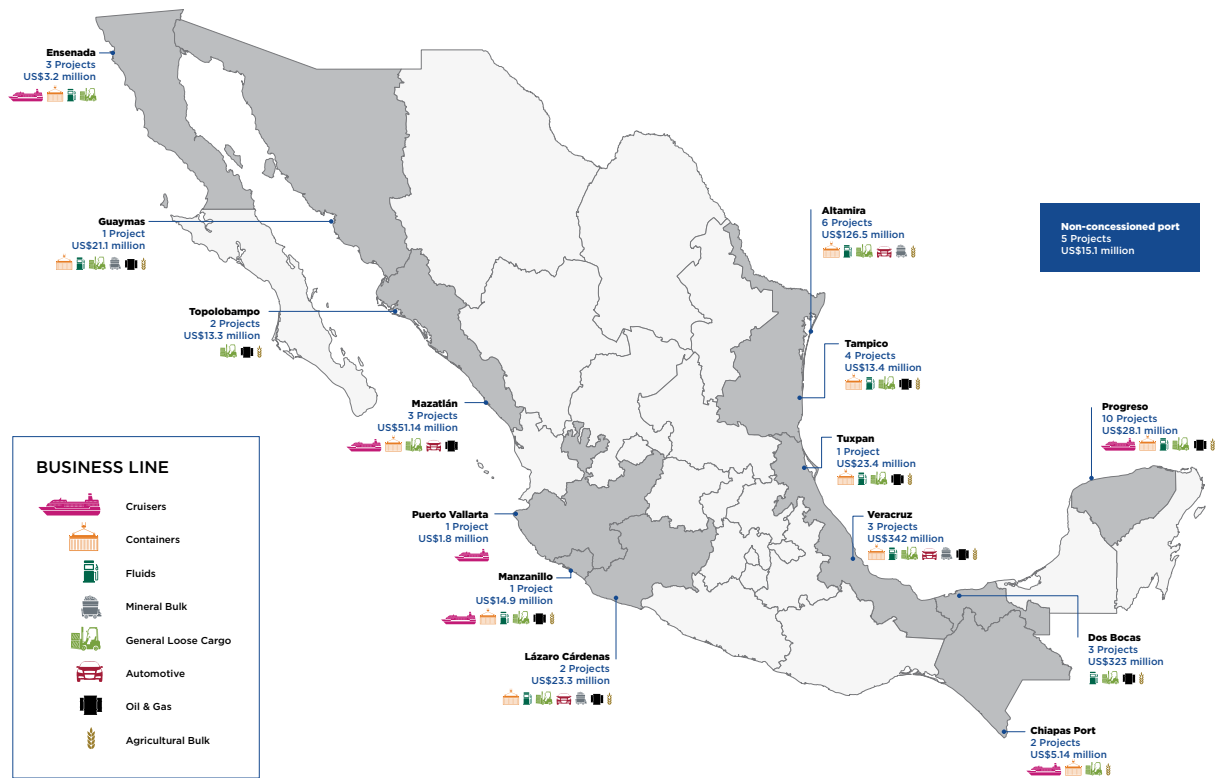 Ensenada
3 Projects
US$3.2 million
Guaymas
1 Project
US$21.1 million
Topolobampo
2 Projects
US$13.3 million
Mazatlán
3 Projects
US$51.14 million
Puerto Vallarta
1 Project
US$1.8 million
Manzanillo
1 Project
US$14.9 million
Lázaro Cárdenas
2 Projects
US$23.3 million
Altamira
6 Projects
US$126.5 million
Tampico
4 Projects
US$13.4 million
Tuxpan
1 Project
US$23.4 million
Veracruz
3 Projects
US$342 million
Progreso
10 Projects
US$28.1 million
Dos Bocas
3 Projects
US$323 million
Chiapas Port
2 Projects
US$5.14 million
Non-concessioned port
5 Projects
US$15.1 million
BUSINESS LINE
Cruisers
Containers
Fluids
Mineral Bulk
General Loose Cargo
Automotive
Oil & Gas
Agricultural Bulk